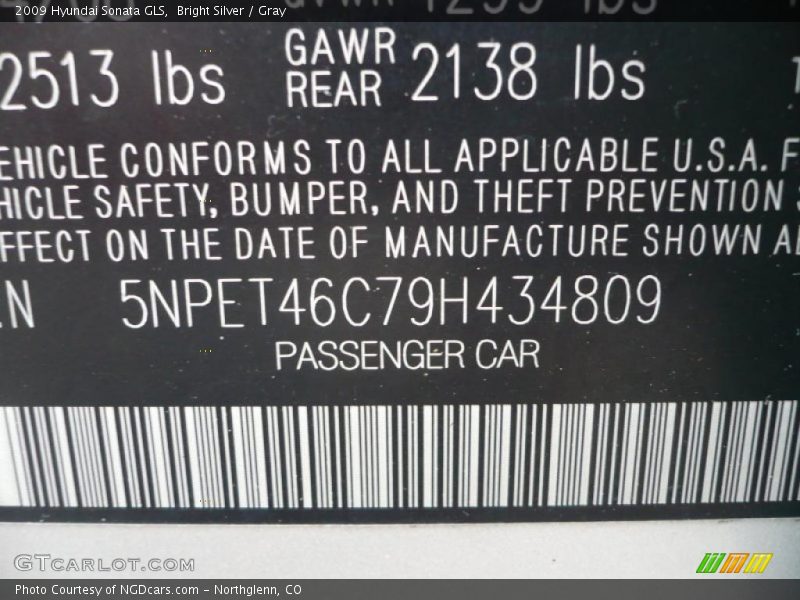 2009 Hyundai Sonata GLS,  Bright Silver / Gray
2513 lbs GAWR REAR 2138 lbs
EHICLE CONFORMS TO ALL APPLICABLE U.S.A. F
HICLE SAFETY, BUMPER, AND THEFT PREVENTION
FFECT ON THE DATE OF MANUFACTURE SHOWN A
5NPET46C79H434809
PASSENGER CAR
GTCARLOT.COM
Photo Courtesy of NGDcars.com - Northglenn, CO